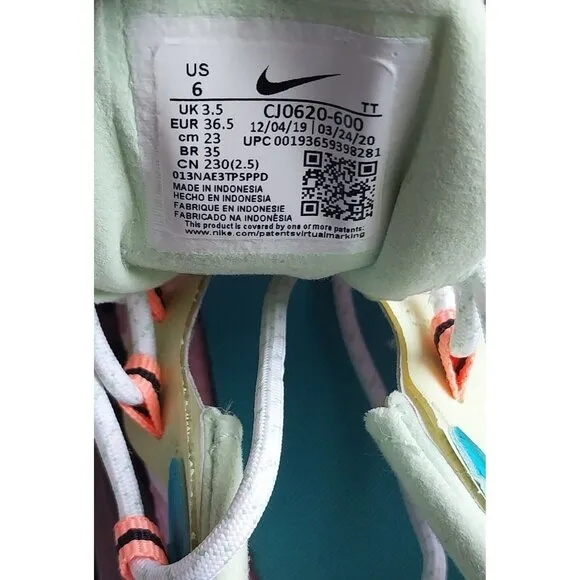 US
6
UK 3.5
EUR 36.5
cm 23
BR 35
CN 230(2.5)
CJ0620-600 TT
12/04/19 03/24/20
UPC 00193659398281
013NAE3TP5PPD
MADE IN INDONESIA
HECHO EN INDONESIA
FABRIQUE EN INDONESIE
FABRICADO NA INDONÈSIA
This product is covered by one or more patents.
www.nike.com/patentsvirtualmarking